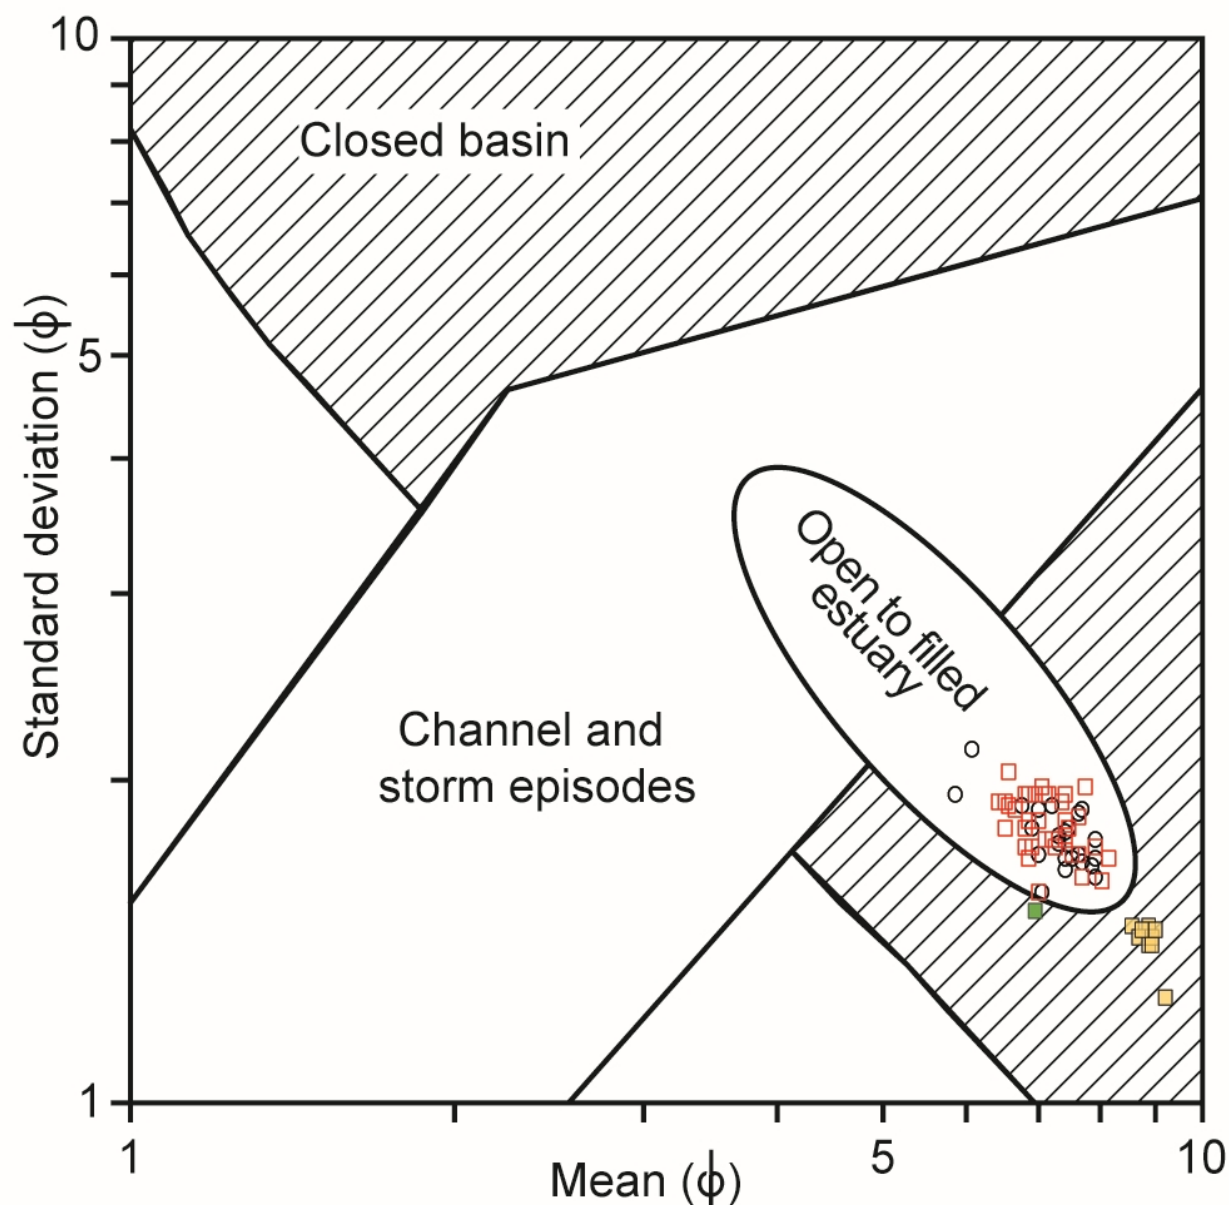 10
Closed basin
5
Standard deviation (ϕ)
Open to filled
estuary
Channel and
storm episodes
1
1
5
10
Mean (ϕ)